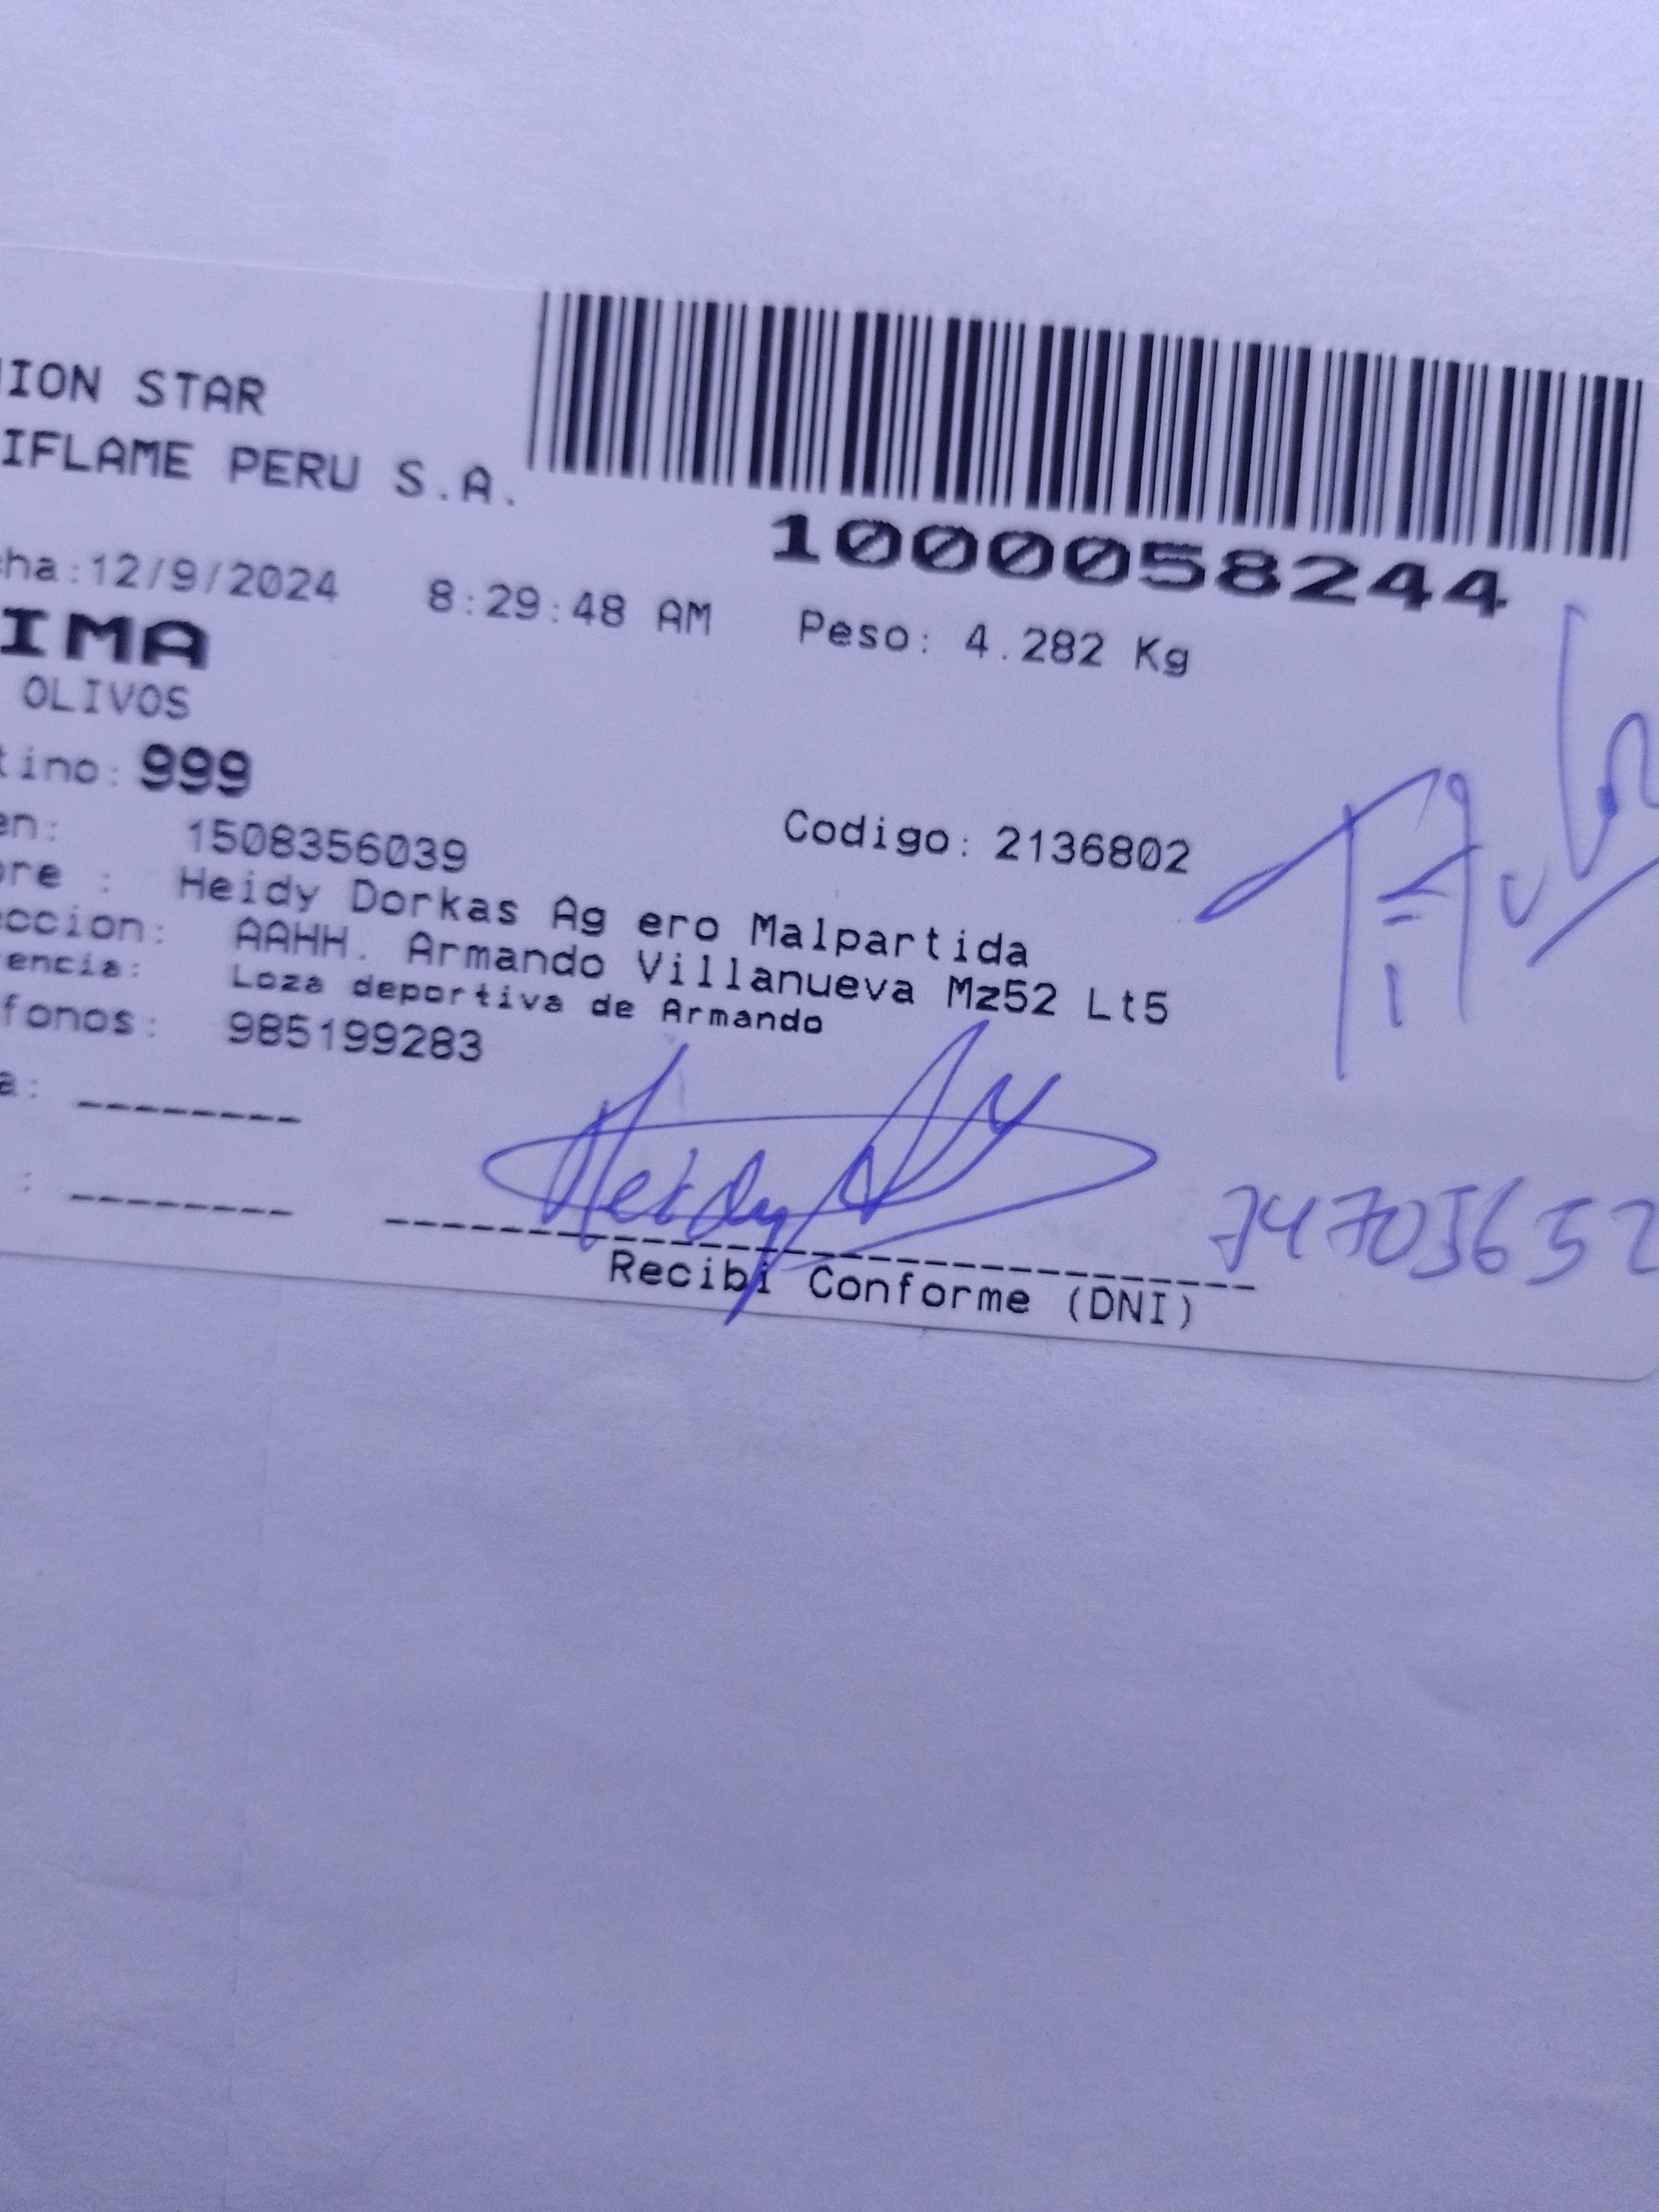 ION STAR
IFLAME PERU S.A.
1000058244
ha:12/9/2024 8:29:48 AM Peso: 4.282 Kg
IMA
OLIVOS
tino: 999
en: 1508356039 Codigo: 2136802
re : Heidy Dorkas Ag ero Malpartida
ccion: AAHH. Armando Villanueva Mz52 Lt5
encia: Loza deportiva de Armando
fonos: 985199283
a: --------
: --------
Heidy
74705652
Recibi Conforme (DNI)